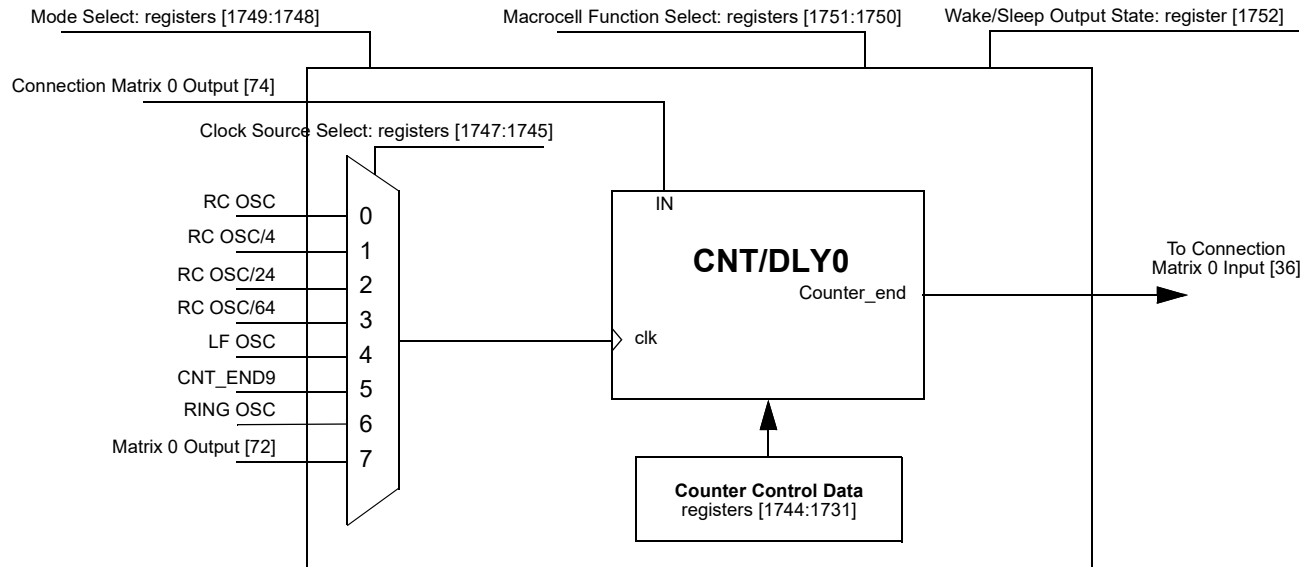 Mode Select: registers [1749:1748]
Macrocell Function Select: registers [1751:1750]
Wake/Sleep Output State: register [1752]
Connection Matrix 0 Output [74]
Clock Source Select: registers [1747:1745]
RC OSC
0
RC OSC/4
1
RC OSC/24
2
RC OSC/64
3
LF OSC
4
CNT_END9
5
RING OSC
6
Matrix 0 Output [72]
7
IN
CNT/DLY0
Counter_end
clk
To Connection
Matrix 0 Input [36]
Counter Control Data
registers [1744:1731]